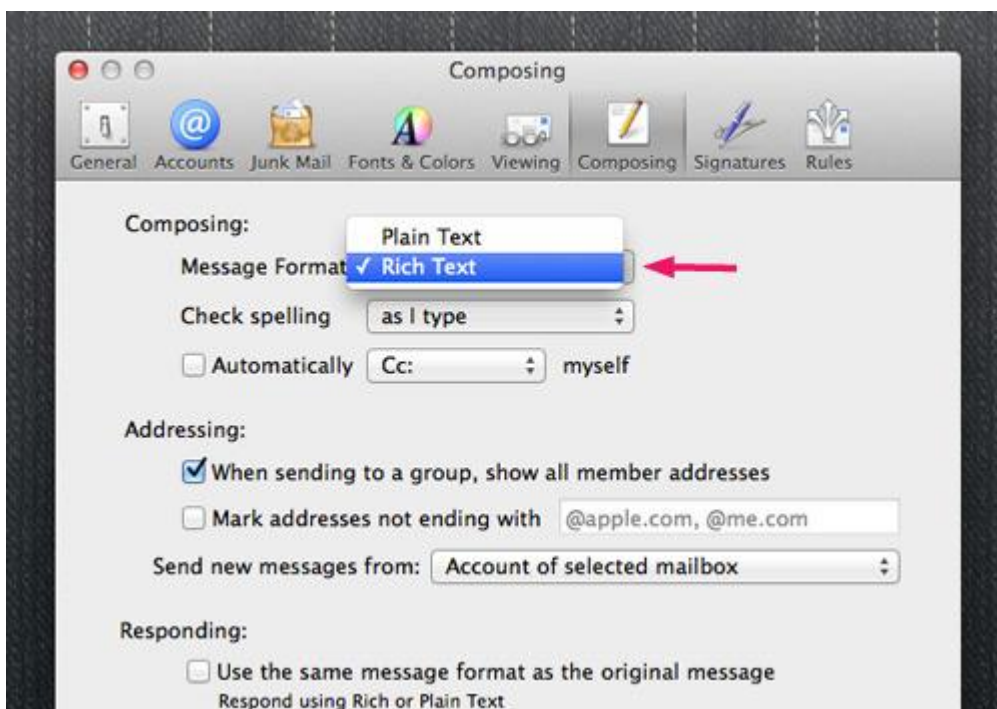 Composing
General Accounts Junk Mail Fonts & Colors Viewing Composing Signatures Rules
Composing:
Plain Text
Message Format ✓ Rich Text
Check spelling as I type
Automatically Cc: myself
Addressing:
When sending to a group, show all member addresses
Mark addresses not ending with @apple.com, @me.com
Send new messages from: Account of selected mailbox
Responding:
Use the same message format as the original message
Respond using Rich or Plain Text